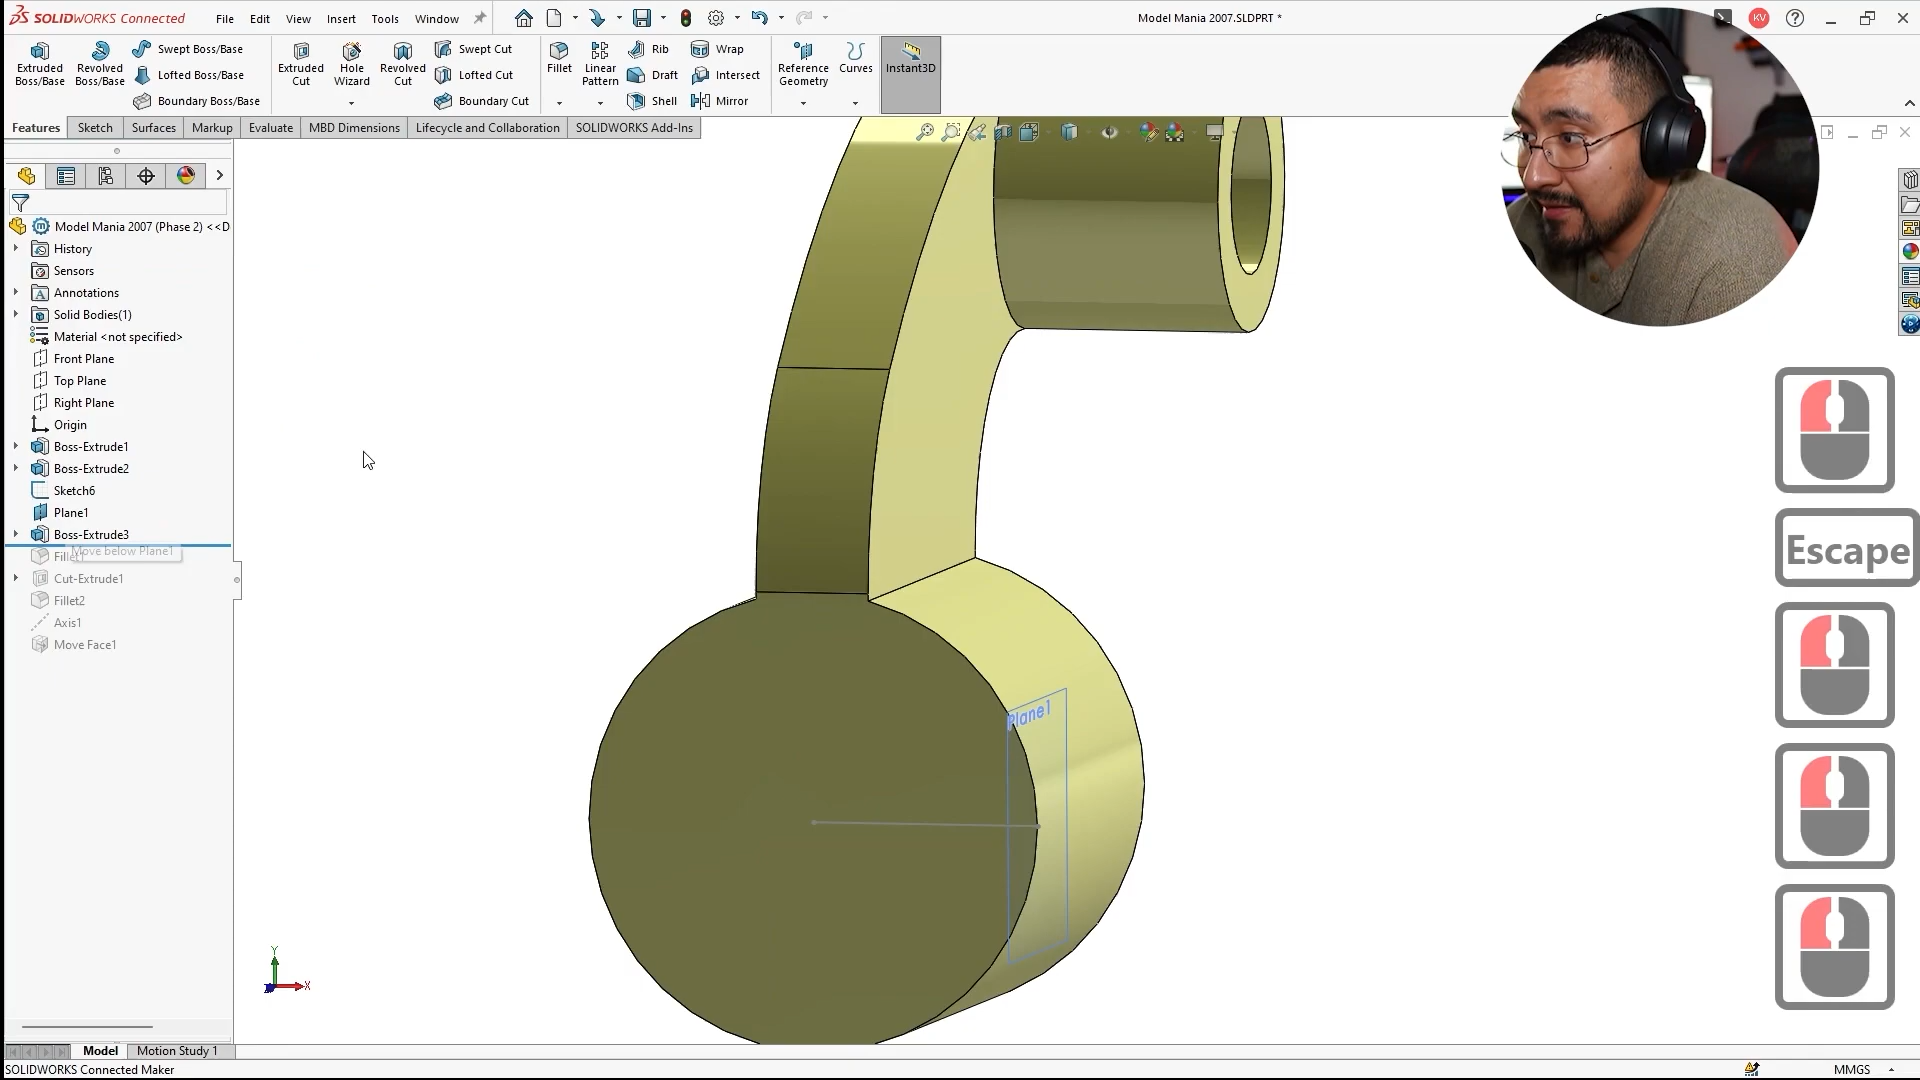 SOLIDWORKS Connected
File Edit View Insert Tools Window
Model Mania 2007.SLDPRT *
KV
Extruded Boss/Base
Revolved Boss/Base
Swept Boss/Base
Lofted Boss/Base
Boundary Boss/Base
Extruded Cut
Hole Wizard
Revolved Cut
Swept Cut
Lofted Cut
Boundary Cut
Fillet
Linear Pattern
Rib
Draft
Shell
Wrap
Intersect
Mirror
Reference Geometry
Curves
Instant3D
Features Sketch Surfaces Markup Evaluate MBD Dimensions Lifecycle and Collaboration SOLIDWORKS Add-Ins
Model Mania 2007 (Phase 2) <<D
History
Sensors
Annotations
Solid Bodies(1)
Material <not specified>
Front Plane
Top Plane
Right Plane
Origin
Boss-Extrude1
Boss-Extrude2
Sketch6
Plane1
Boss-Extrude3
Move below Plane1
Cut-Extrude1
Fillet2
Axis1
Move Face1
Plane1
Escape
Y
X
Z
Model Motion Study 1
SOLIDWORKS Connected Maker
MMGS